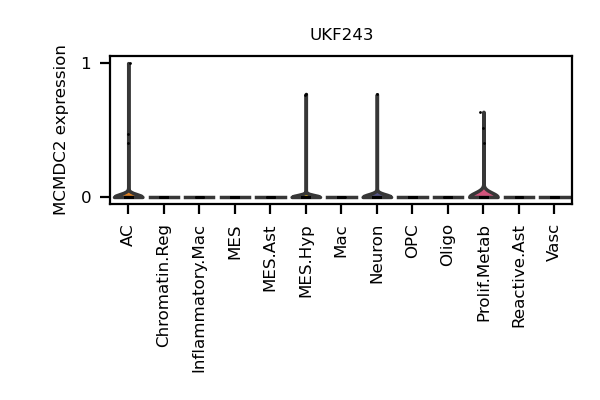 UKF243
MCMDC2 expression
1
0
AC
Chromatin.Reg
Inflammatory.Mac
MES
MES.Ast
MES.Hyp
Mac
Neuron
OPC
Oligo
Prolif.Metab
Reactive.Ast
Vasc